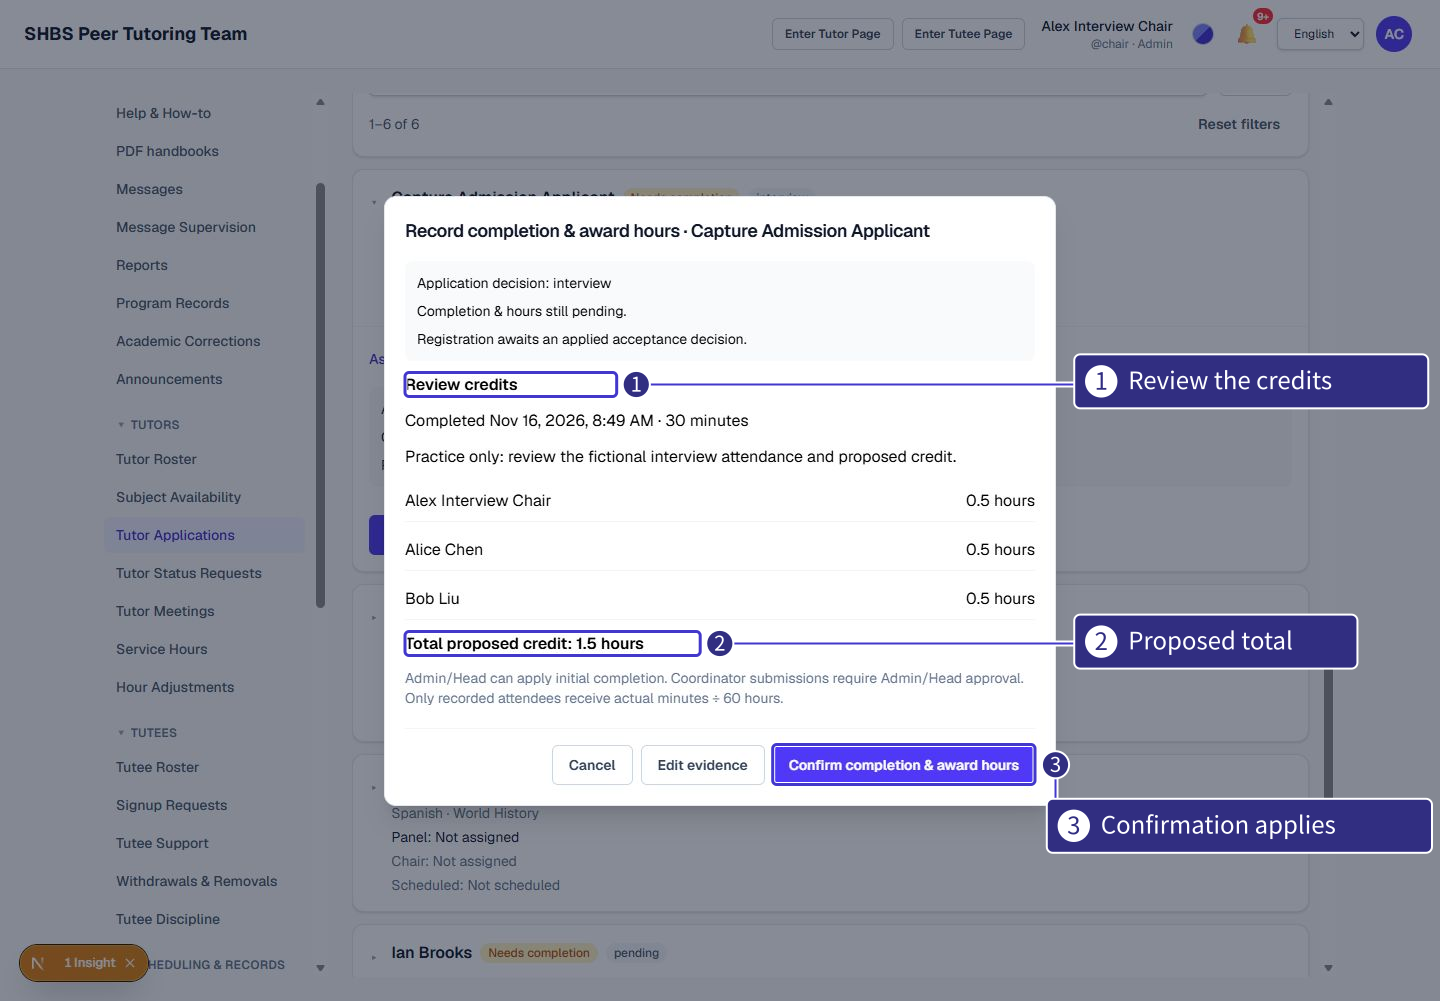 SHBS Peer Tutoring Team
Enter Tutor Page
Enter Tutee Page
Alex Interview Chair
@chair · Admin
9+
English
AC
Help & How-to
PDF handbooks
Messages
Message Supervision
Reports
Program Records
Academic Corrections
Announcements
TUTORS
Tutor Roster
Subject Availability
Tutor Applications
Tutor Status Requests
Tutor Meetings
Service Hours
Hour Adjustments
TUTEES
Tutee Roster
Signup Requests
Tutee Support
Withdrawals & Removals
Tutee Discipline
HEDULING & RECORDS
N 1 Insight ×
1–6 of 6
Reset filters
Capture Admission Applicant Needs completion interview
Record completion & award hours · Capture Admission Applicant
Application decision: interview
Completion & hours still pending.
Registration awaits an applied acceptance decision.
Review credits
1
1 Review the credits
Completed Nov 16, 2026, 8:49 AM · 30 minutes
Practice only: review the fictional interview attendance and proposed credit.
Alex Interview Chair 0.5 hours
Alice Chen 0.5 hours
Bob Liu 0.5 hours
Total proposed credit: 1.5 hours
2
2 Proposed total
Admin/Head can apply initial completion. Coordinator submissions require Admin/Head approval.
Only recorded attendees receive actual minutes ÷ 60 hours.
Cancel
Edit evidence
Confirm completion & award hours
3
3 Confirmation applies
Spanish · World History
Panel: Not assigned
Chair: Not assigned
Scheduled: Not scheduled
Ian Brooks Needs completion pending